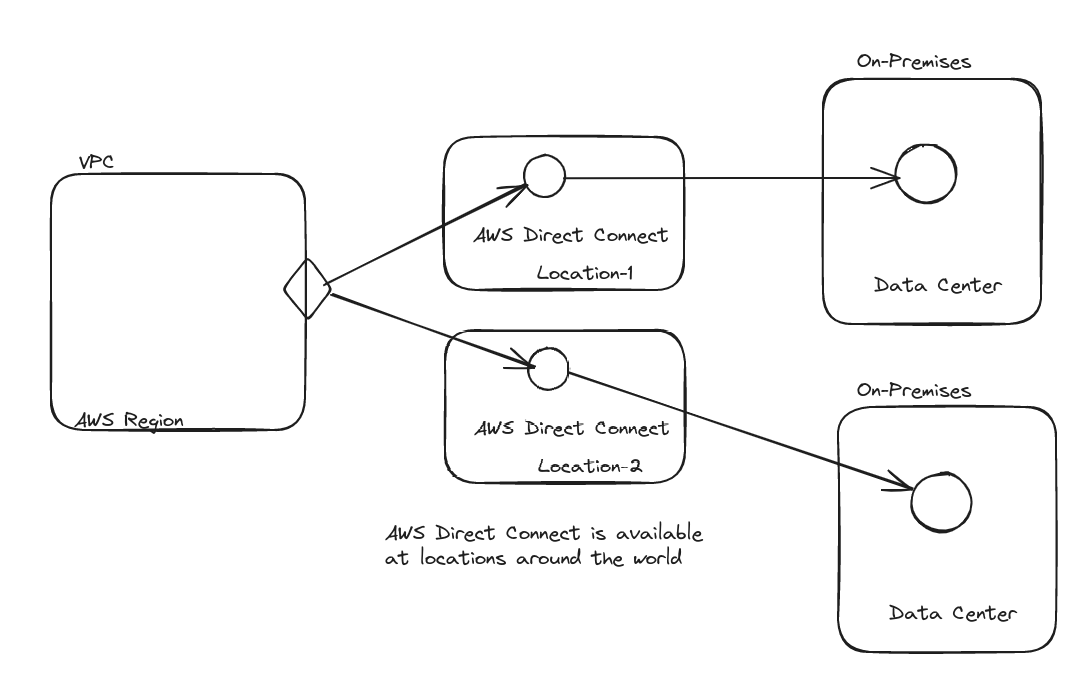 On-Premises
VPC
AWS Direct Connect
Location-1
Data Center
AWS Region
AWS Direct Connect
Location-2
On-Premises
AWS Direct Connect is available
at locations around the world
Data Center